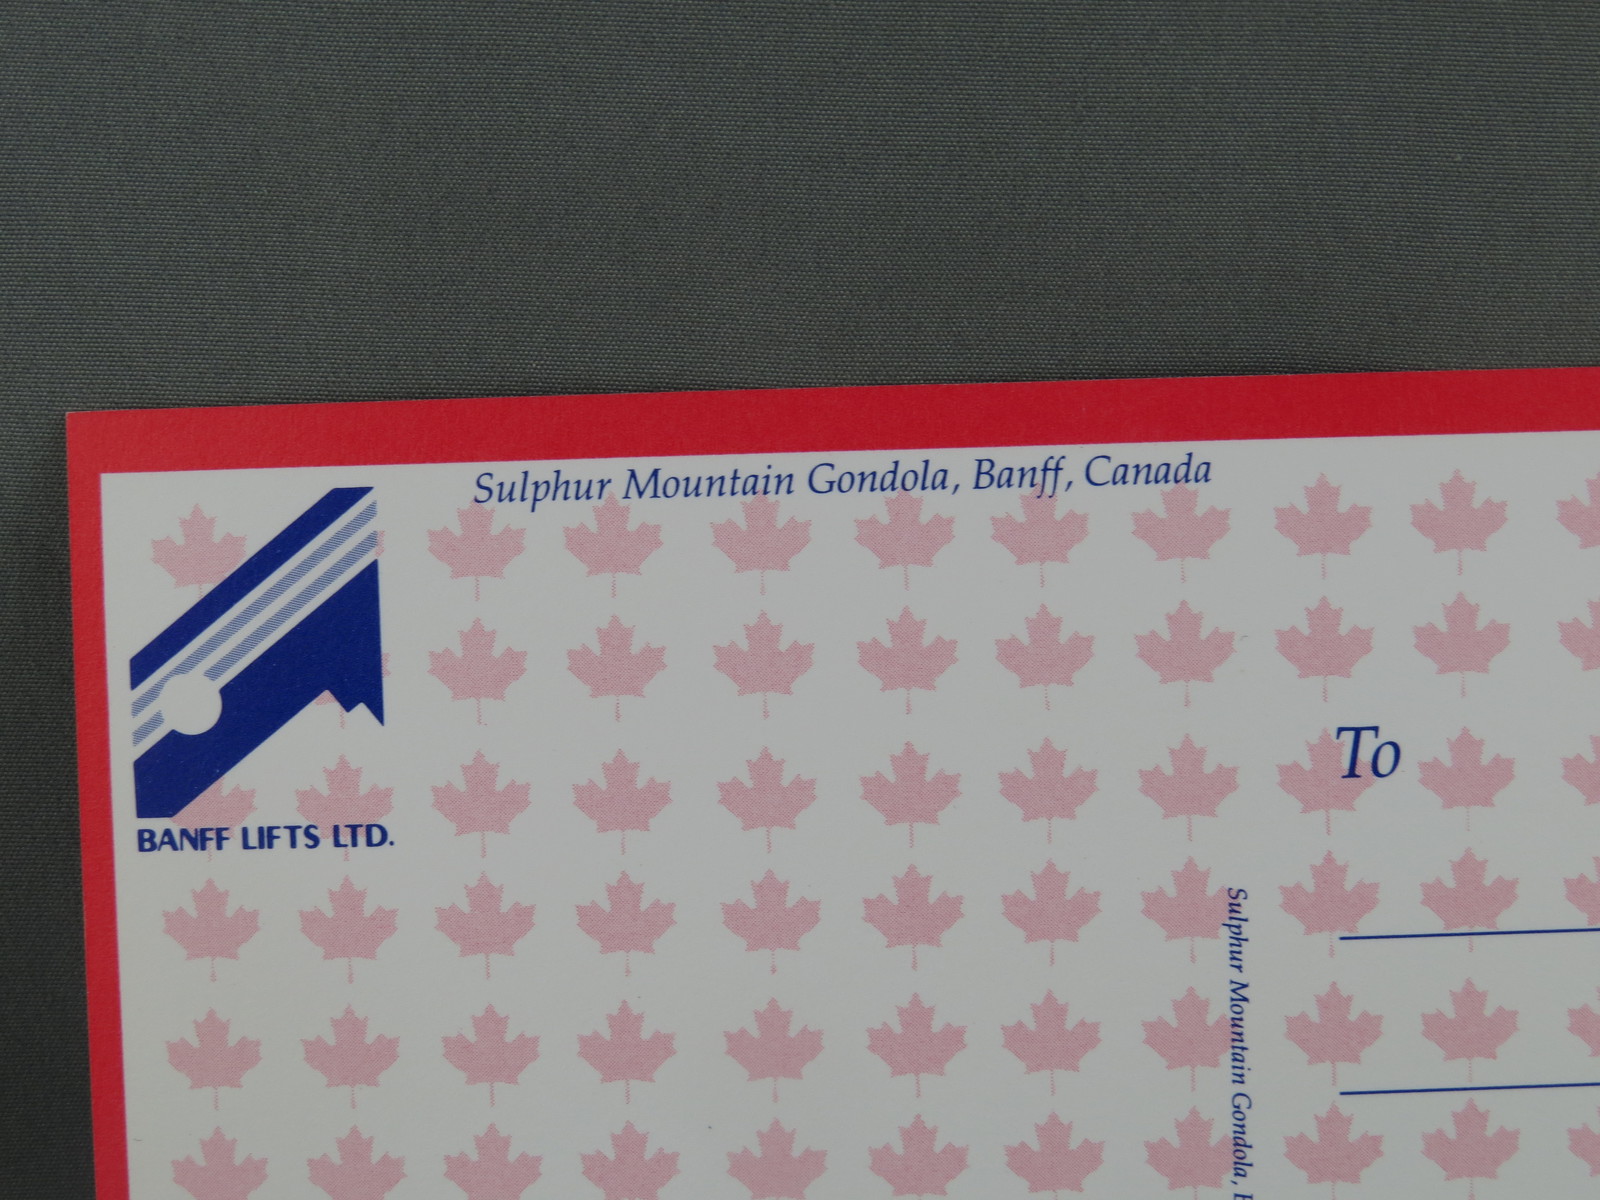 Sulphur Mountain Gondola, Banff, Canada
BANFF LIFTS LTD.
To
Sulphur Mountain Gondola,